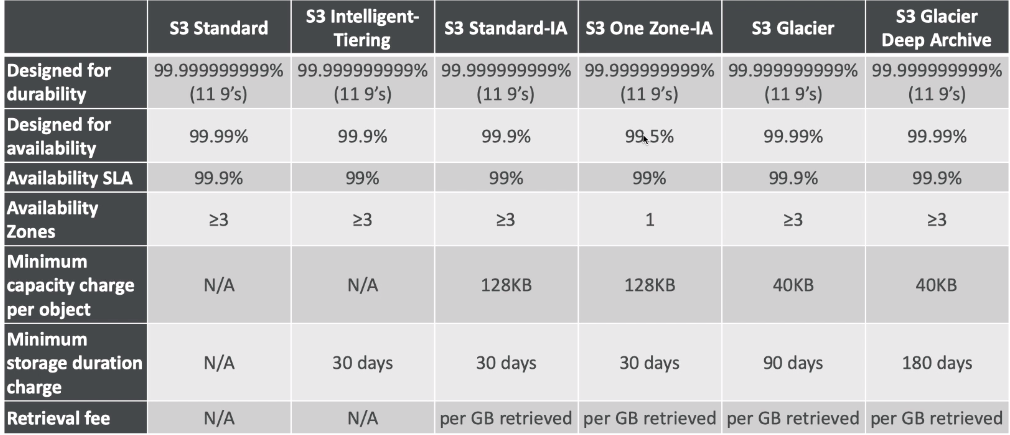 S3 Standard S3 Intelligent- S3 Standard-IA S3 One Zone-IA S3 Glacier S3 Glacier
Tiering Deep Archive
Designed for 99.999999999% 99.999999999% 99.999999999% 99.999999999% 99.999999999% 99.999999999%
durability (11 9’s) (11 9’s) (11 9’s) (11 9’s) (11 9’s) (11 9’s)
Designed for
availability 99.99% 99.9% 99.9% 99.5% 99.99% 99.99%
Availability SLA 99.9% 99% 99% 99% 99.9% 99.9%
Availability
Zones ≥3 ≥3 ≥3 1 ≥3 ≥3
Minimum
capacity charge N/A N/A 128KB 128KB 40KB 40KB
per object
Minimum
storage duration N/A 30 days 30 days 30 days 90 days 180 days
charge
Retrieval fee N/A N/A per GB retrieved per GB retrieved per GB retrieved per GB retrieved